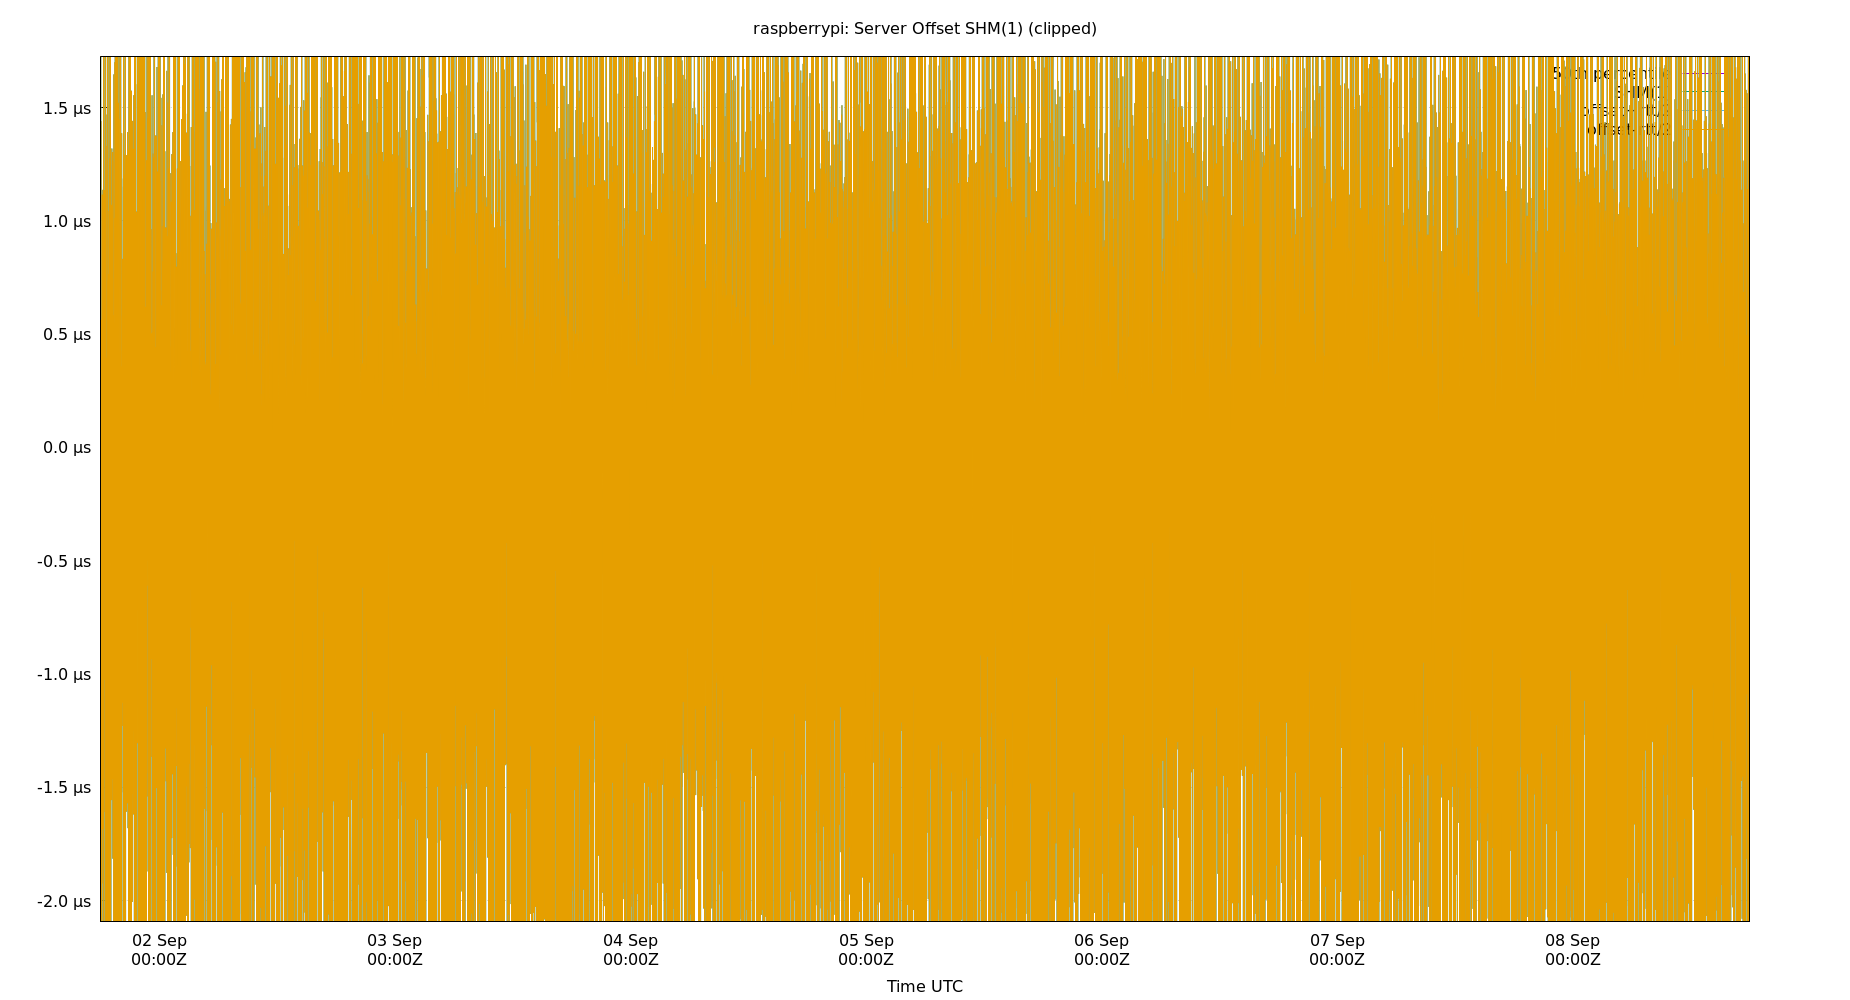 raspberrypi: Server Offset SHM(1) (clipped)
1.5 µs
1.0 µs
0.5 µs
0.0 µs
-0.5 µs
-1.0 µs
-1.5 µs
-2.0 µs
02 Sep 03 Sep 04 Sep 05 Sep 06 Sep 07 Sep 08 Sep
00:00Z 00:00Z 00:00Z 00:00Z 00:00Z 00:00Z 00:00Z
Time UTC